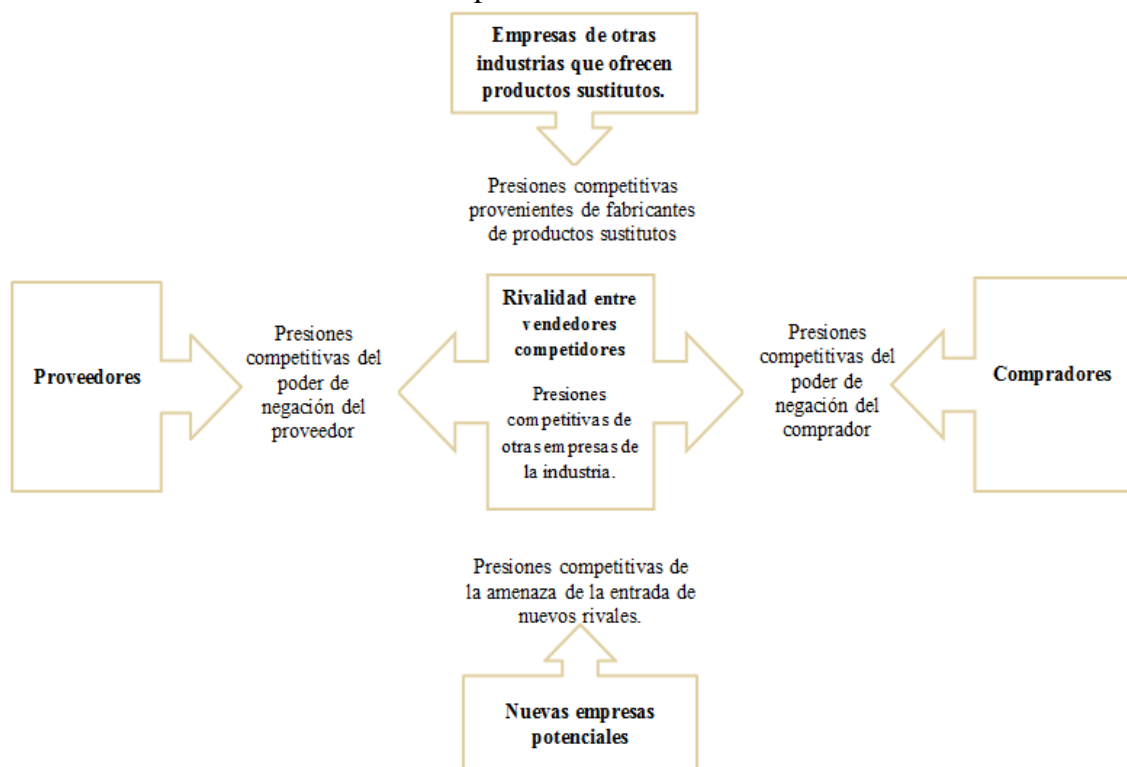 Empresas de otras
industrias que ofrecen
productos sustitutos.
Presiones competitivas
provenientes de fabricantes
de productos sustitutos
Proveedores
Presiones
competitivas del
poder de
negación del
proveedor
Rivalidad entre
vendedores
competidores
Presiones
competitivas de
otras empresas de
la industria.
Presiones
competitivas del
poder de
negación del
comprador
Compradores
Presiones competitivas de
la amenaza de la entrada de
nuevos rivales.
Nuevas empresas
potenciales